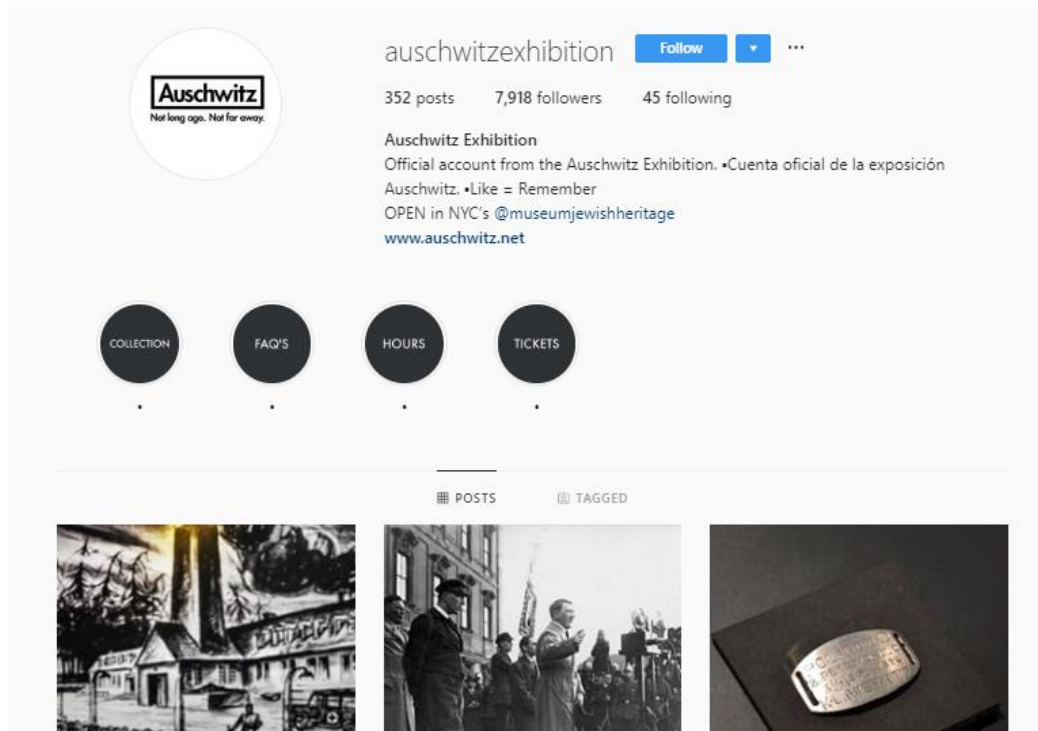 auschwitzexhibition Follow
352 posts 7,918 followers 45 following
Auschwitz
Not long ago. Not far away.
Auschwitz Exhibition
Official account from the Auschwitz Exhibition. ▪Cuenta oficial de la exposición
Auschwitz. ▪Like = Remember
OPEN in NYC's @museumjewishheritage
www.auschwitz.net
COLLECTION FAQ'S HOURS TICKETS
POSTS TAGGED